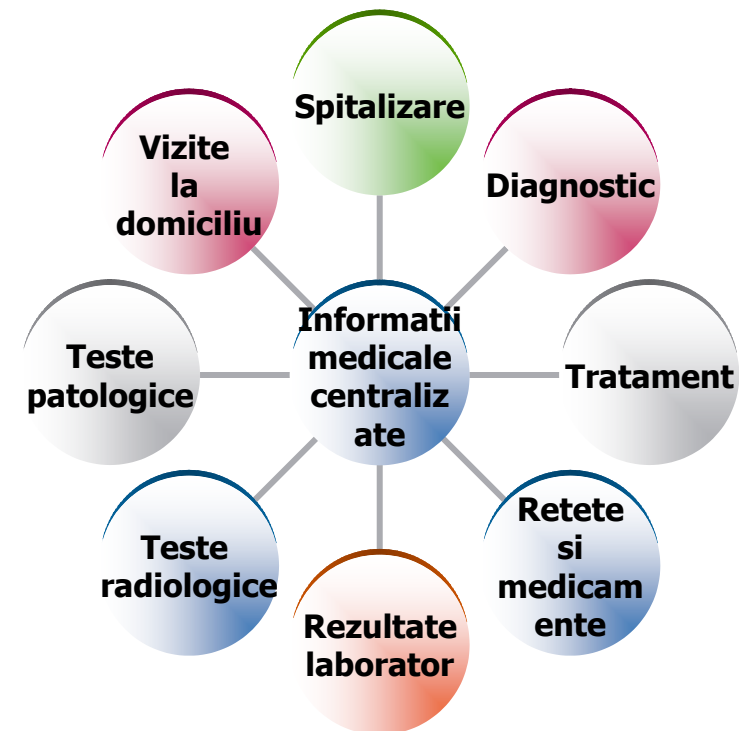 Spitalizare
Vizite
la
domiciliu
Diagnostic
Informatii
medicale
centraliz
ate
Teste
patologice
Tratament
Teste
radiologice
Retete
si
medicam
ente
Rezultate
laborator